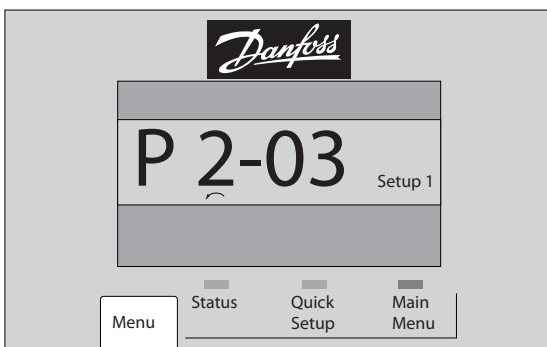 Danfoss
P 2-03
Setup 1
Status
Quick Setup
Main Menu
Menu